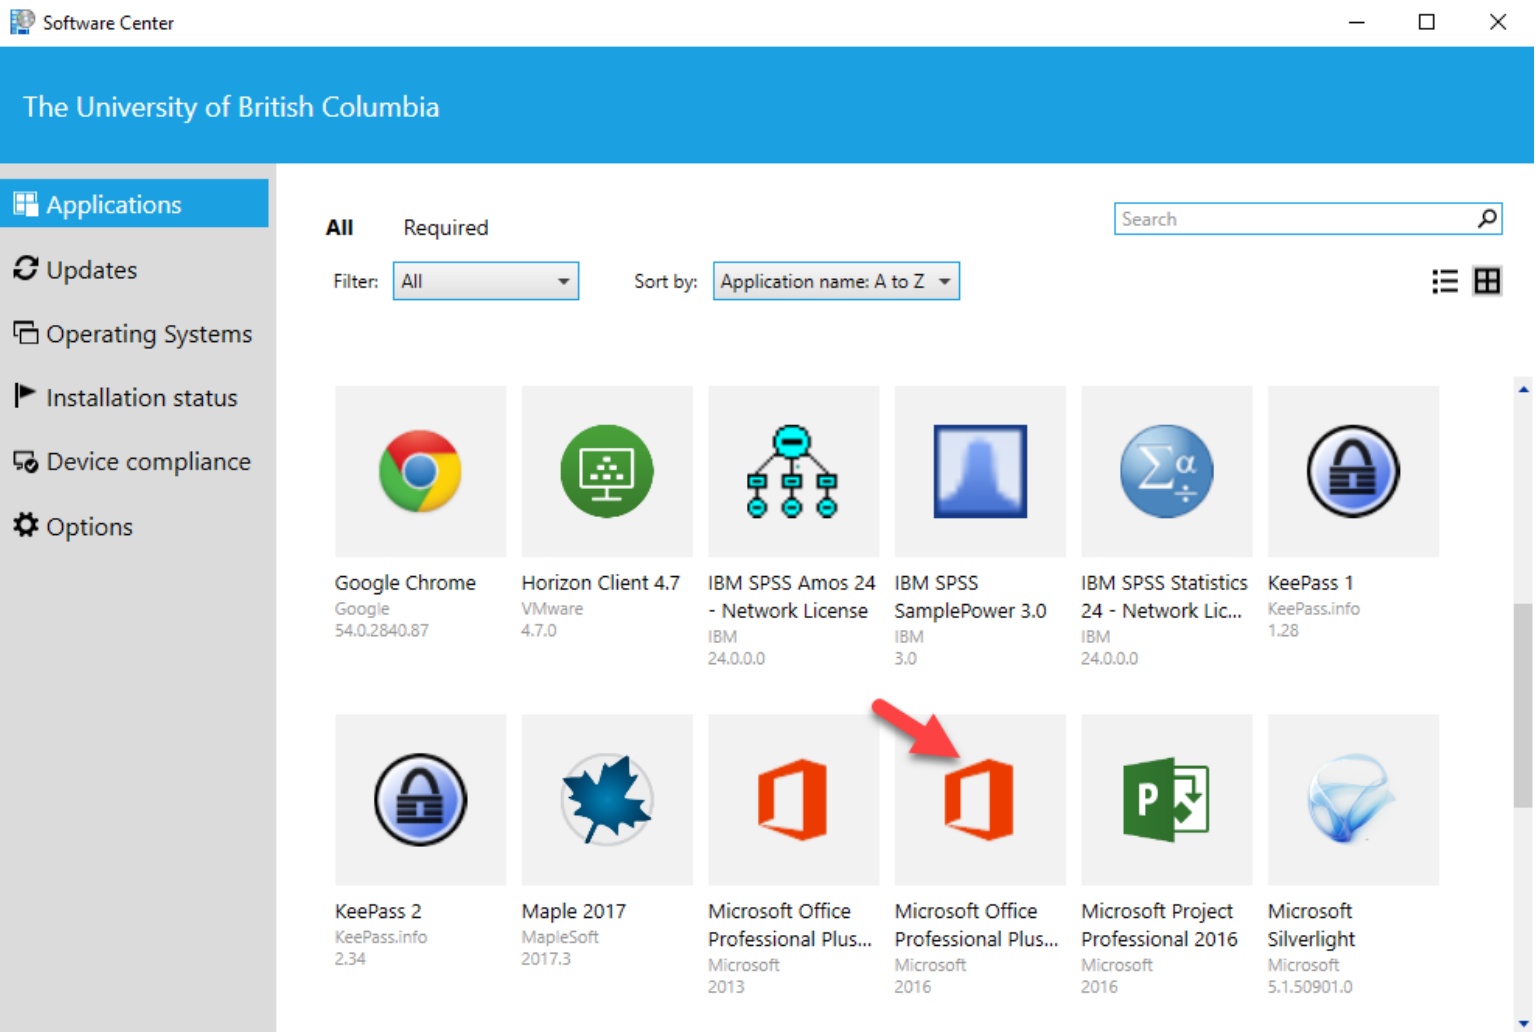 Software Center
The University of British Columbia
Applications
Updates
Operating Systems
Installation status
Device compliance
Options
All
Required
Search
Filter:
All
Sort by:
Application name: A to Z
Google Chrome
Google
54.0.2840.87
Horizon Client 4.7
VMware
4.7.0
IBM SPSS Amos 24
- Network License
IBM
24.0.0.0
IBM SPSS
SamplePower 3.0
IBM
3.0
IBM SPSS Statistics
24 - Network Lic...
IBM
24.0.0.0
KeePass 1
KeePass.info
1.28
KeePass 2
KeePass.info
2.34
Maple 2017
MapleSoft
2017.3
Microsoft Office
Professional Plus...
Microsoft
2013
Microsoft Office
Professional Plus...
Microsoft
2016
Microsoft Project
Professional 2016
Microsoft
2016
Microsoft
Silverlight
Microsoft
5.1.50901.0